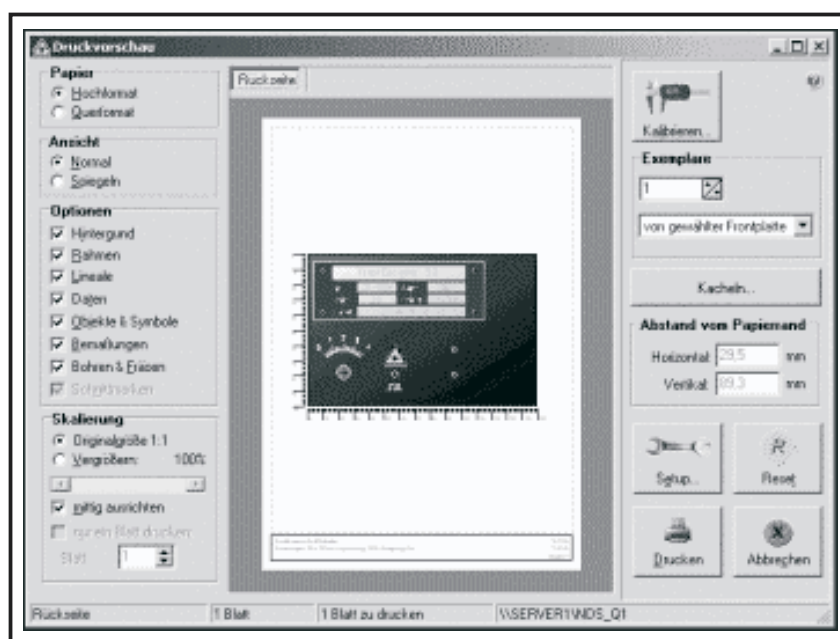 Druckvorschau
Papier
Hochformat
Querformat
Ansicht
Normal
Spiegeln
Optionen
Hintergund
Rahmen
Lineale
Daten
Objekte & Symbole
Bemaßungen
Bohren & Fräsen
Schnittmarken
Skalierung
Originalgröße 1:1
Vergrößern: 100%
mittig ausrichten
nur ein Blatt drucken
Blatt 1
Rückseite
Kalibrieren...
Exemplare
1
von gewählter Frontplatte
Kacheln...
Abstand vom Papierrand
Horizontal: 29,5 mm
Vertikal: 89,3 mm
Setup...
Reset
Drucken
Abbrechen
Rückseite
1 Blatt
1 Blatt zu drucken
\\SERVER1\NDS_Q1